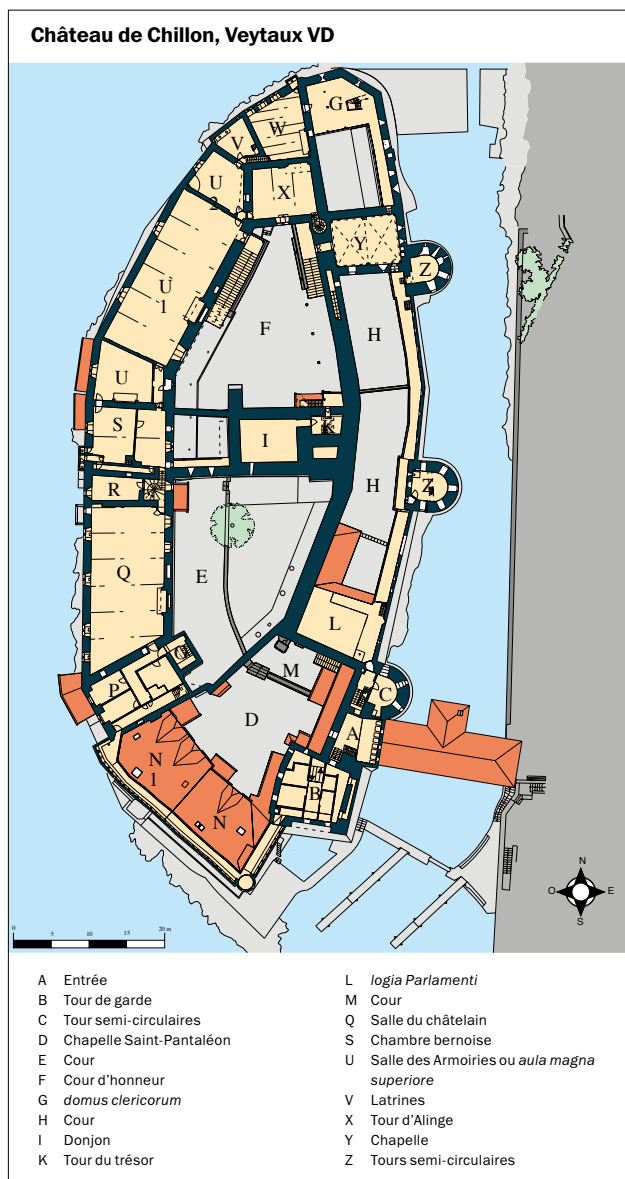 Château de Chillon, Veytaux VD
G
W
V
U
X
Y
Z
U
1
F
H
U
S
I
K
R
Z
H
Q
E
L
O
M
P
C
D
A
N
1
B
N
N
O
E
S
0
5
10
15
20 m
A Entrée
B Tour de garde
C Tour semi-circulaires
D Chapelle Saint-Pantaléon
E Cour
F Cour d’honneur
G domus clericorum
H Cour
I Donjon
K Tour du trésor
L logia Parlamenti
M Cour
Q Salle du châtelain
S Chambre bernoise
U Salle des Armoiries ou aula magna
superiore
V Latrines
X Tour d’Alinge
Y Chapelle
Z Tours semi-circulaires